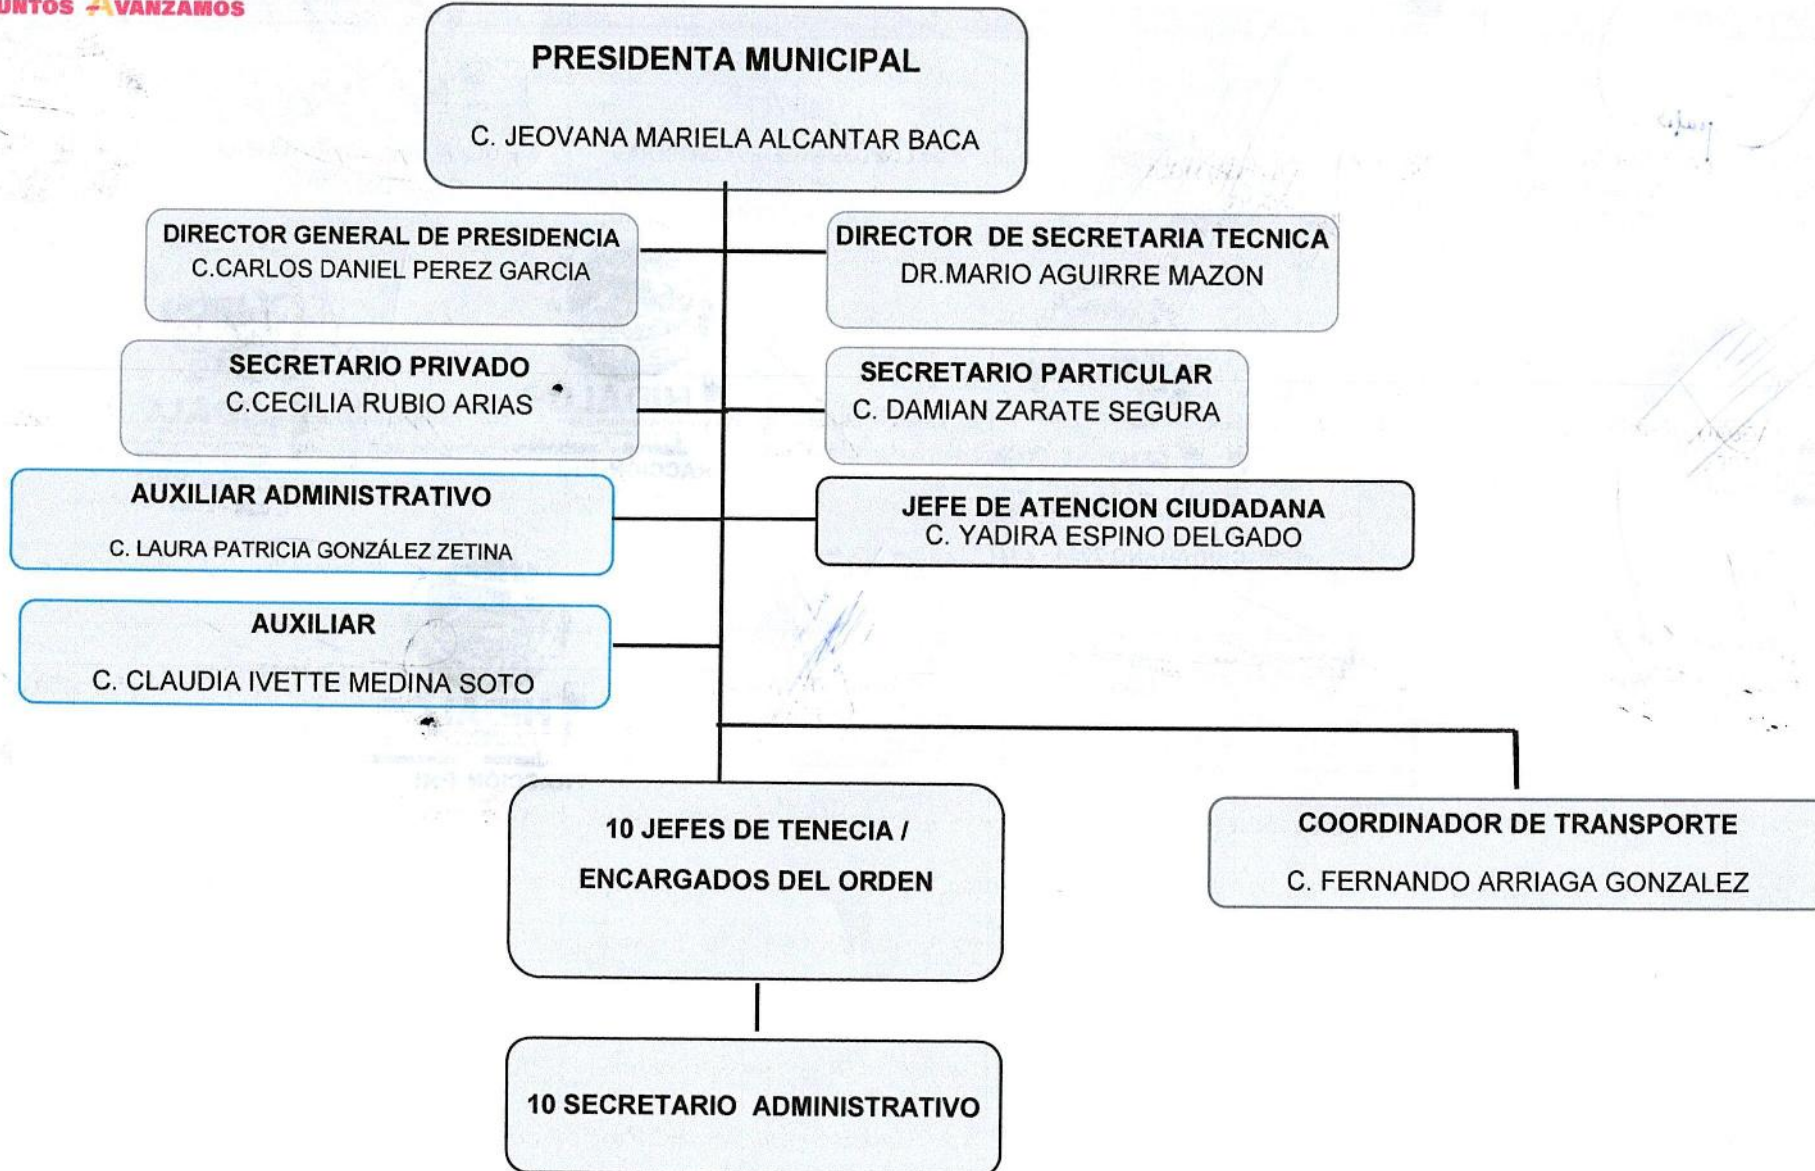 UNTOS AVANZAMOS
PRESIDENTA MUNICIPAL
C. JEOVANA MARIELA ALCANTAR BACA
DIRECTOR GENERAL DE PRESIDENCIA
C.CARLOS DANIEL PEREZ GARCIA
DIRECTOR DE SECRETARIA TECNICA
DR.MARIO AGUIRRE MAZON
SECRETARIO PRIVADO
C.CECILIA RUBIO ARIAS
SECRETARIO PARTICULAR
C. DAMIAN ZARATE SEGURA
AUXILIAR ADMINISTRATIVO
C. LAURA PATRICIA GONZÁLEZ ZETINA
JEFE DE ATENCION CIUDADANA
C. YADIRA ESPINO DELGADO
AUXILIAR
C. CLAUDIA IVETTE MEDINA SOTO
10 JEFES DE TENECIA /
ENCARGADOS DEL ORDEN
COORDINADOR DE TRANSPORTE
C. FERNANDO ARRIAGA GONZALEZ
10 SECRETARIO ADMINISTRATIVO